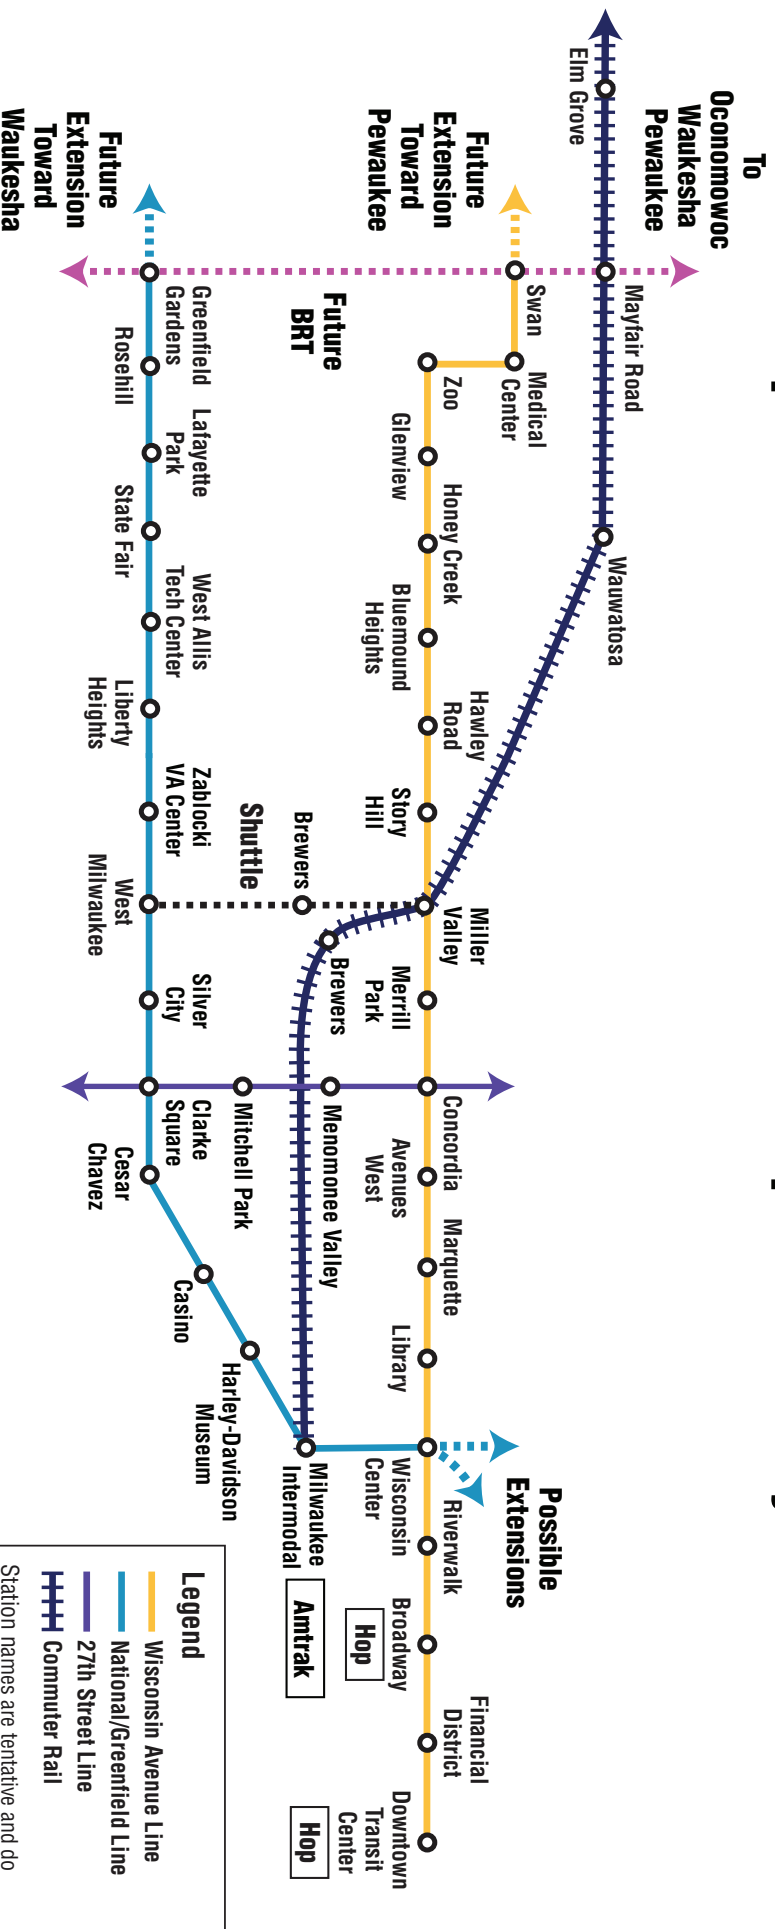 To
Oconomowoc
Waukesha
Pewaukee
Elm Grove
Mayfair Road
Wauwatosa
Future
Extension
Toward
Pewaukee
Swan
Medical
Center
Zoo
Glenview
Honey Creek
Bluemound
Heights
Hawley
Road
Story
Hill
Miller
Valley
Merrill
Park
Concordia
Avenues
West
Marquette
Library
Wisconsin
Center
Riverwalk
Broadway
Hop
Financial
District
Downtown
Transit
Center
Hop
Possible
Extensions
Future
BRT
Brewers
Shuttle
Brewers
Menomonee Valley
Mitchell Park
Milwaukee
Intermodal
Amtrak
Future
Extension
Toward
Waukesha
Greenfield
Gardens
Rosehill
Lafayette
Park
State Fair
West Allis
Tech Center
Liberty
Heights
Zablocki
VA Center
West
Milwaukee
Silver
City
Clarke
Square
Cesar
Chavez
Casino
Harley-Davidson
Museum
Legend
Wisconsin Avenue Line
National/Greenfield Line
27th Street Line
Commuter Rail
Station names are tentative and do